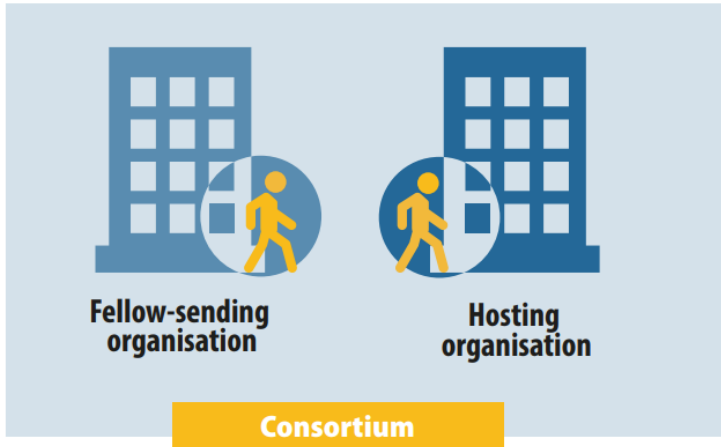 Fellow-sending
organisation
Hosting
organisation
Consortium